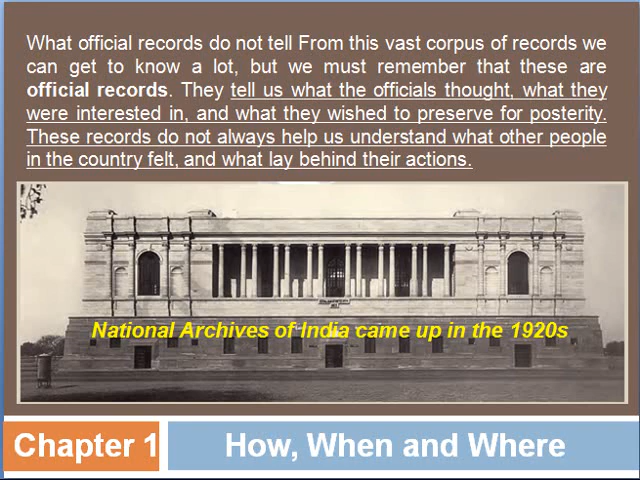 What official records do not tell From this vast corpus of records we
can get to know a lot, but we must remember that these are
official records. They tell us what the officials thought, what they
were interested in, and what they wished to preserve for posterity.
These records do not always help us understand what other people
in the country felt, and what lay behind their actions.
National Archives of India came up in the 1920s
Chapter 1 How, When and Where